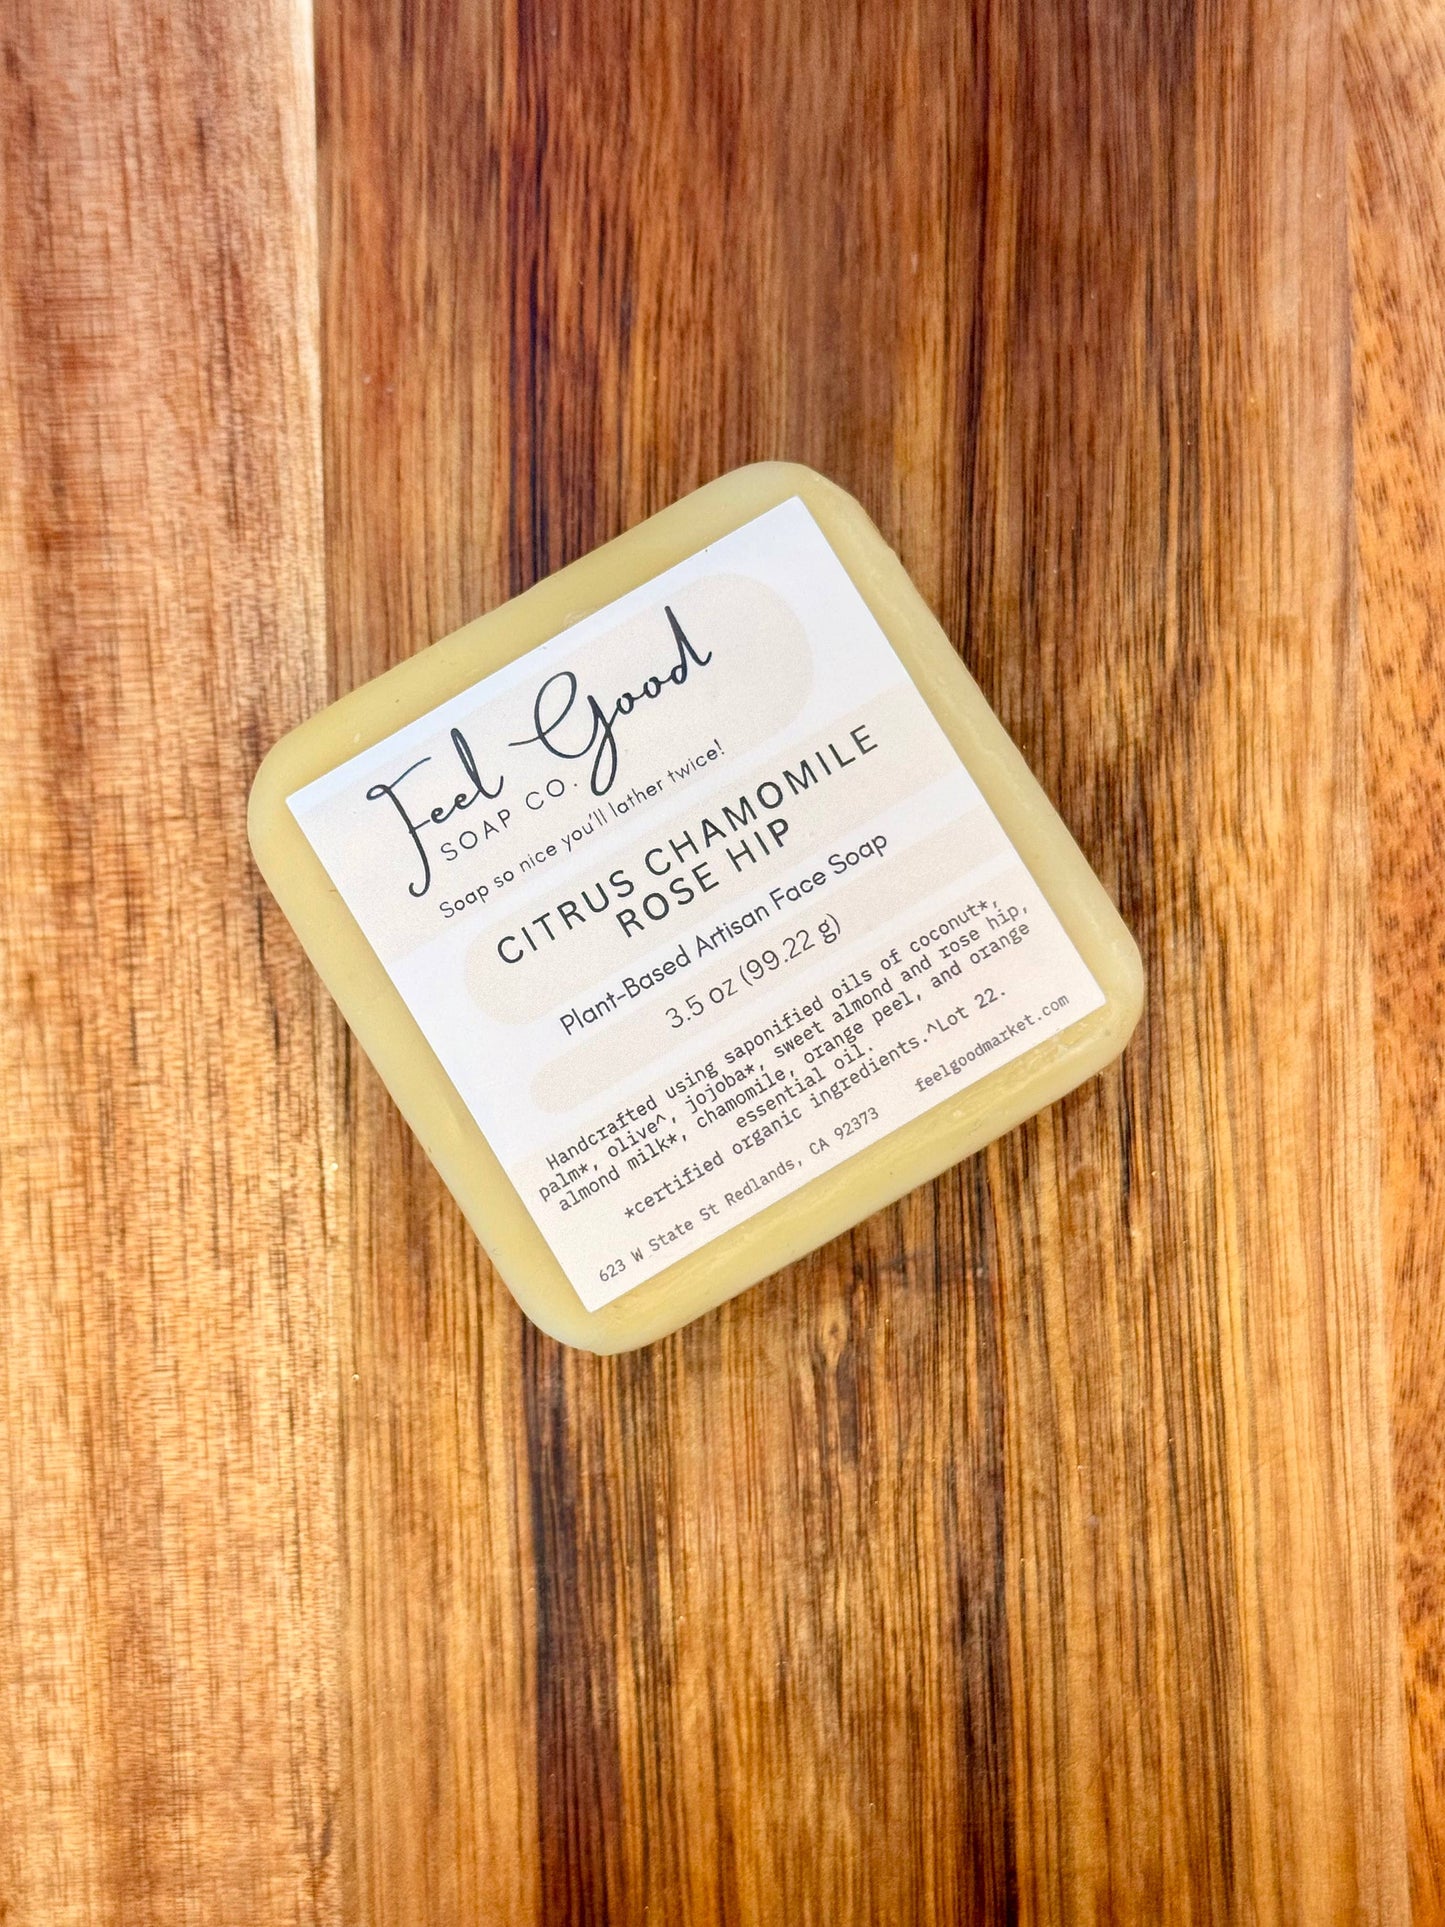 Feel Good
SOAP CO.
Soap so nice you'll lather twice!
CITRUS CHAMOMILE
ROSE HIP
Plant-Based Artisan Face Soap
3.5 oz (99.22 g)
Handcrafted using saponified oils of coconut*,
palm*, olive^, jojoba*, sweet almond and rose hip,
almond milk*, chamomile, orange peel, and orange
essential oil.
*certified organic ingredients.^Lot 22.
623 W State St Redlands, CA 92373 feelgoodmarket.com